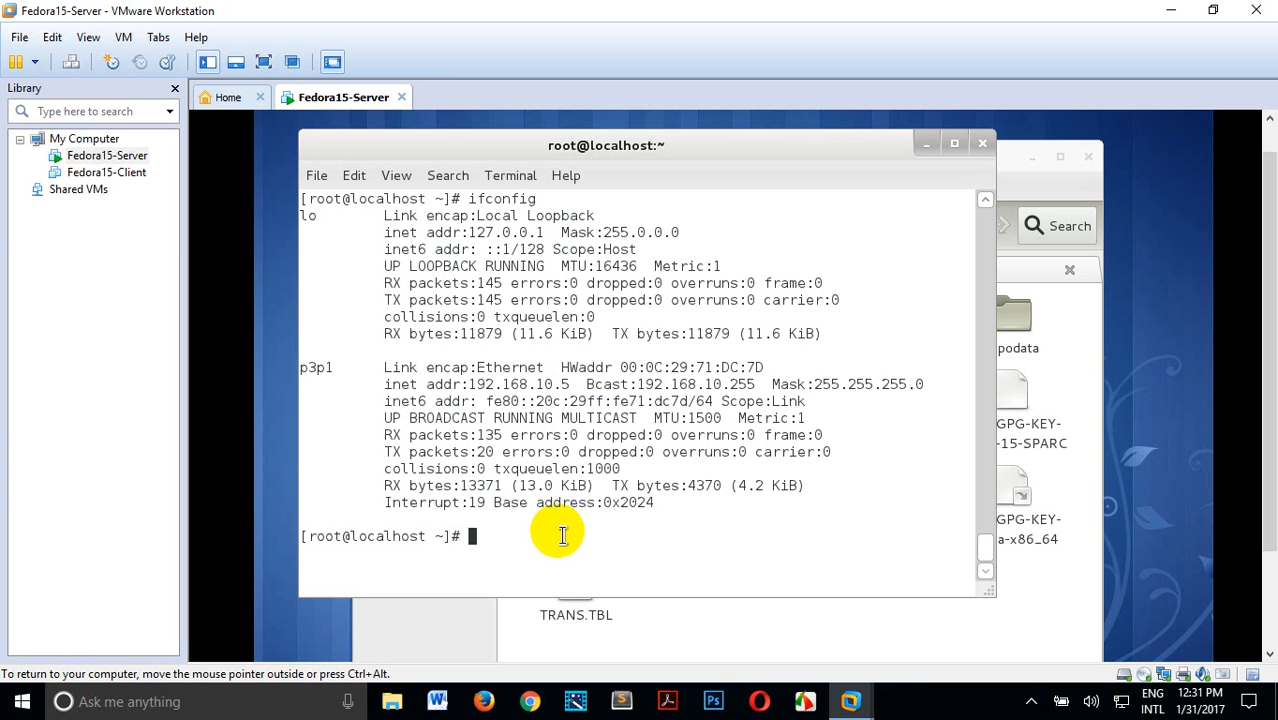 Fedora15-Server - VMware Workstation
File Edit View VM Tabs Help
Library
Type here to search
My Computer
Fedora15-Server
Fedora15-Client
Shared VMs
Home
Fedora15-Server
root@localhost:~
File Edit View Search Terminal Help
[root@localhost ~]# ifconfig
lo Link encap:Local Loopback
inet addr:127.0.0.1 Mask:255.0.0.0
inet6 addr: ::1/128 Scope:Host
UP LOOPBACK RUNNING MTU:16436 Metric:1
RX packets:145 errors:0 dropped:0 overruns:0 frame:0
TX packets:145 errors:0 dropped:0 overruns:0 carrier:0
collisions:0 txqueuelen:0
RX bytes:11879 (11.6 KiB) TX bytes:11879 (11.6 KiB)
p3p1 Link encap:Ethernet HWaddr 00:0C:29:71:DC:7D
inet addr:192.168.10.5 Bcast:192.168.10.255 Mask:255.255.255.0
inet6 addr: fe80::20c:29ff:fe71:dc7d/64 Scope:Link
UP BROADCAST RUNNING MULTICAST MTU:1500 Metric:1
RX packets:135 errors:0 dropped:0 overruns:0 frame:0
TX packets:20 errors:0 dropped:0 overruns:0 carrier:0
collisions:0 txqueuelen:1000
RX bytes:13371 (13.0 KiB) TX bytes:4370 (4.2 KiB)
Interrupt:19 Base address:0x2024
[root@localhost ~]#
Search
podata
GPG-KEY-
-15-SPARC
GPG-KEY-
a-x86_64
TRANS.TBL
To return to your computer, move the mouse pointer outside or press Ctrl+Alt.
Ask me anything
ENG
INTL
12:31 PM
1/31/2017